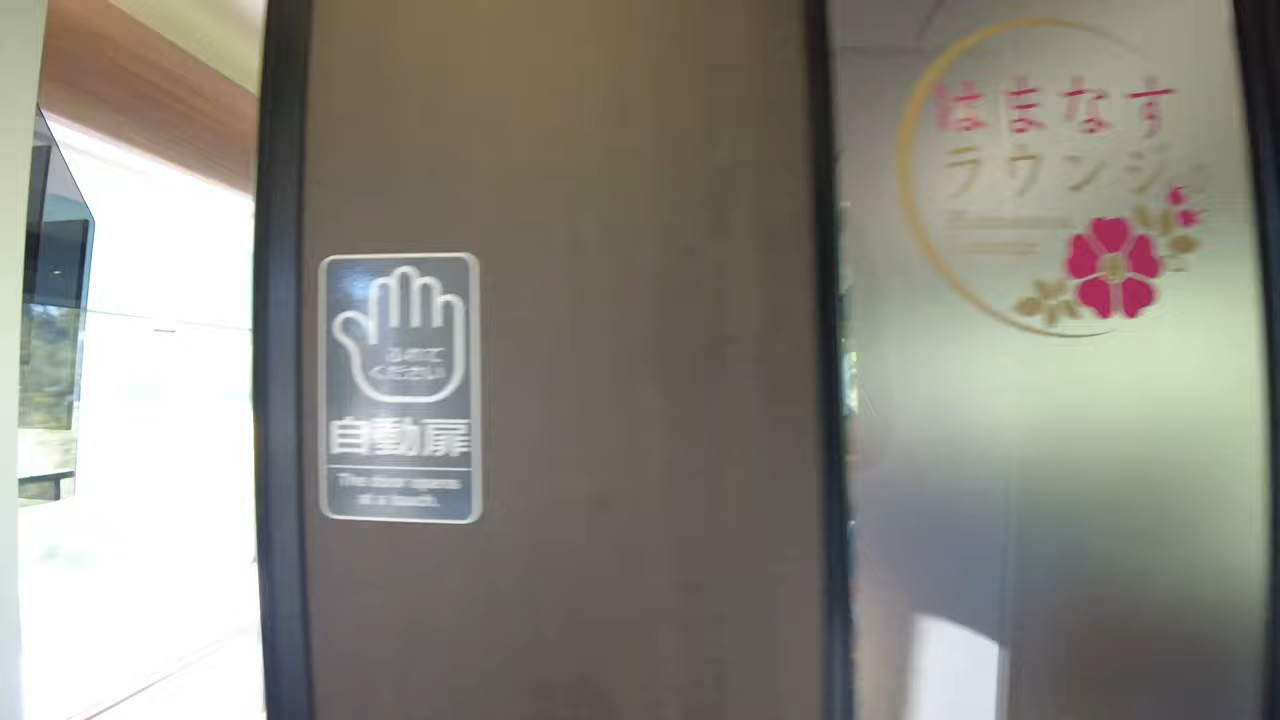 ふれて
ください
自動扉
The door opens
at a touch.
はまなす
ラウンジ